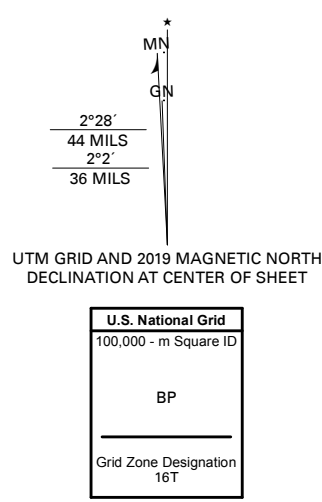 MN
GN
2°28´
44 MILS
2°2´
36 MILS
UTM GRID AND 2019 MAGNETIC NORTH
DECLINATION AT CENTER OF SHEET
U.S. National Grid
100,000 - m Square ID
BP
Grid Zone Designation
16T